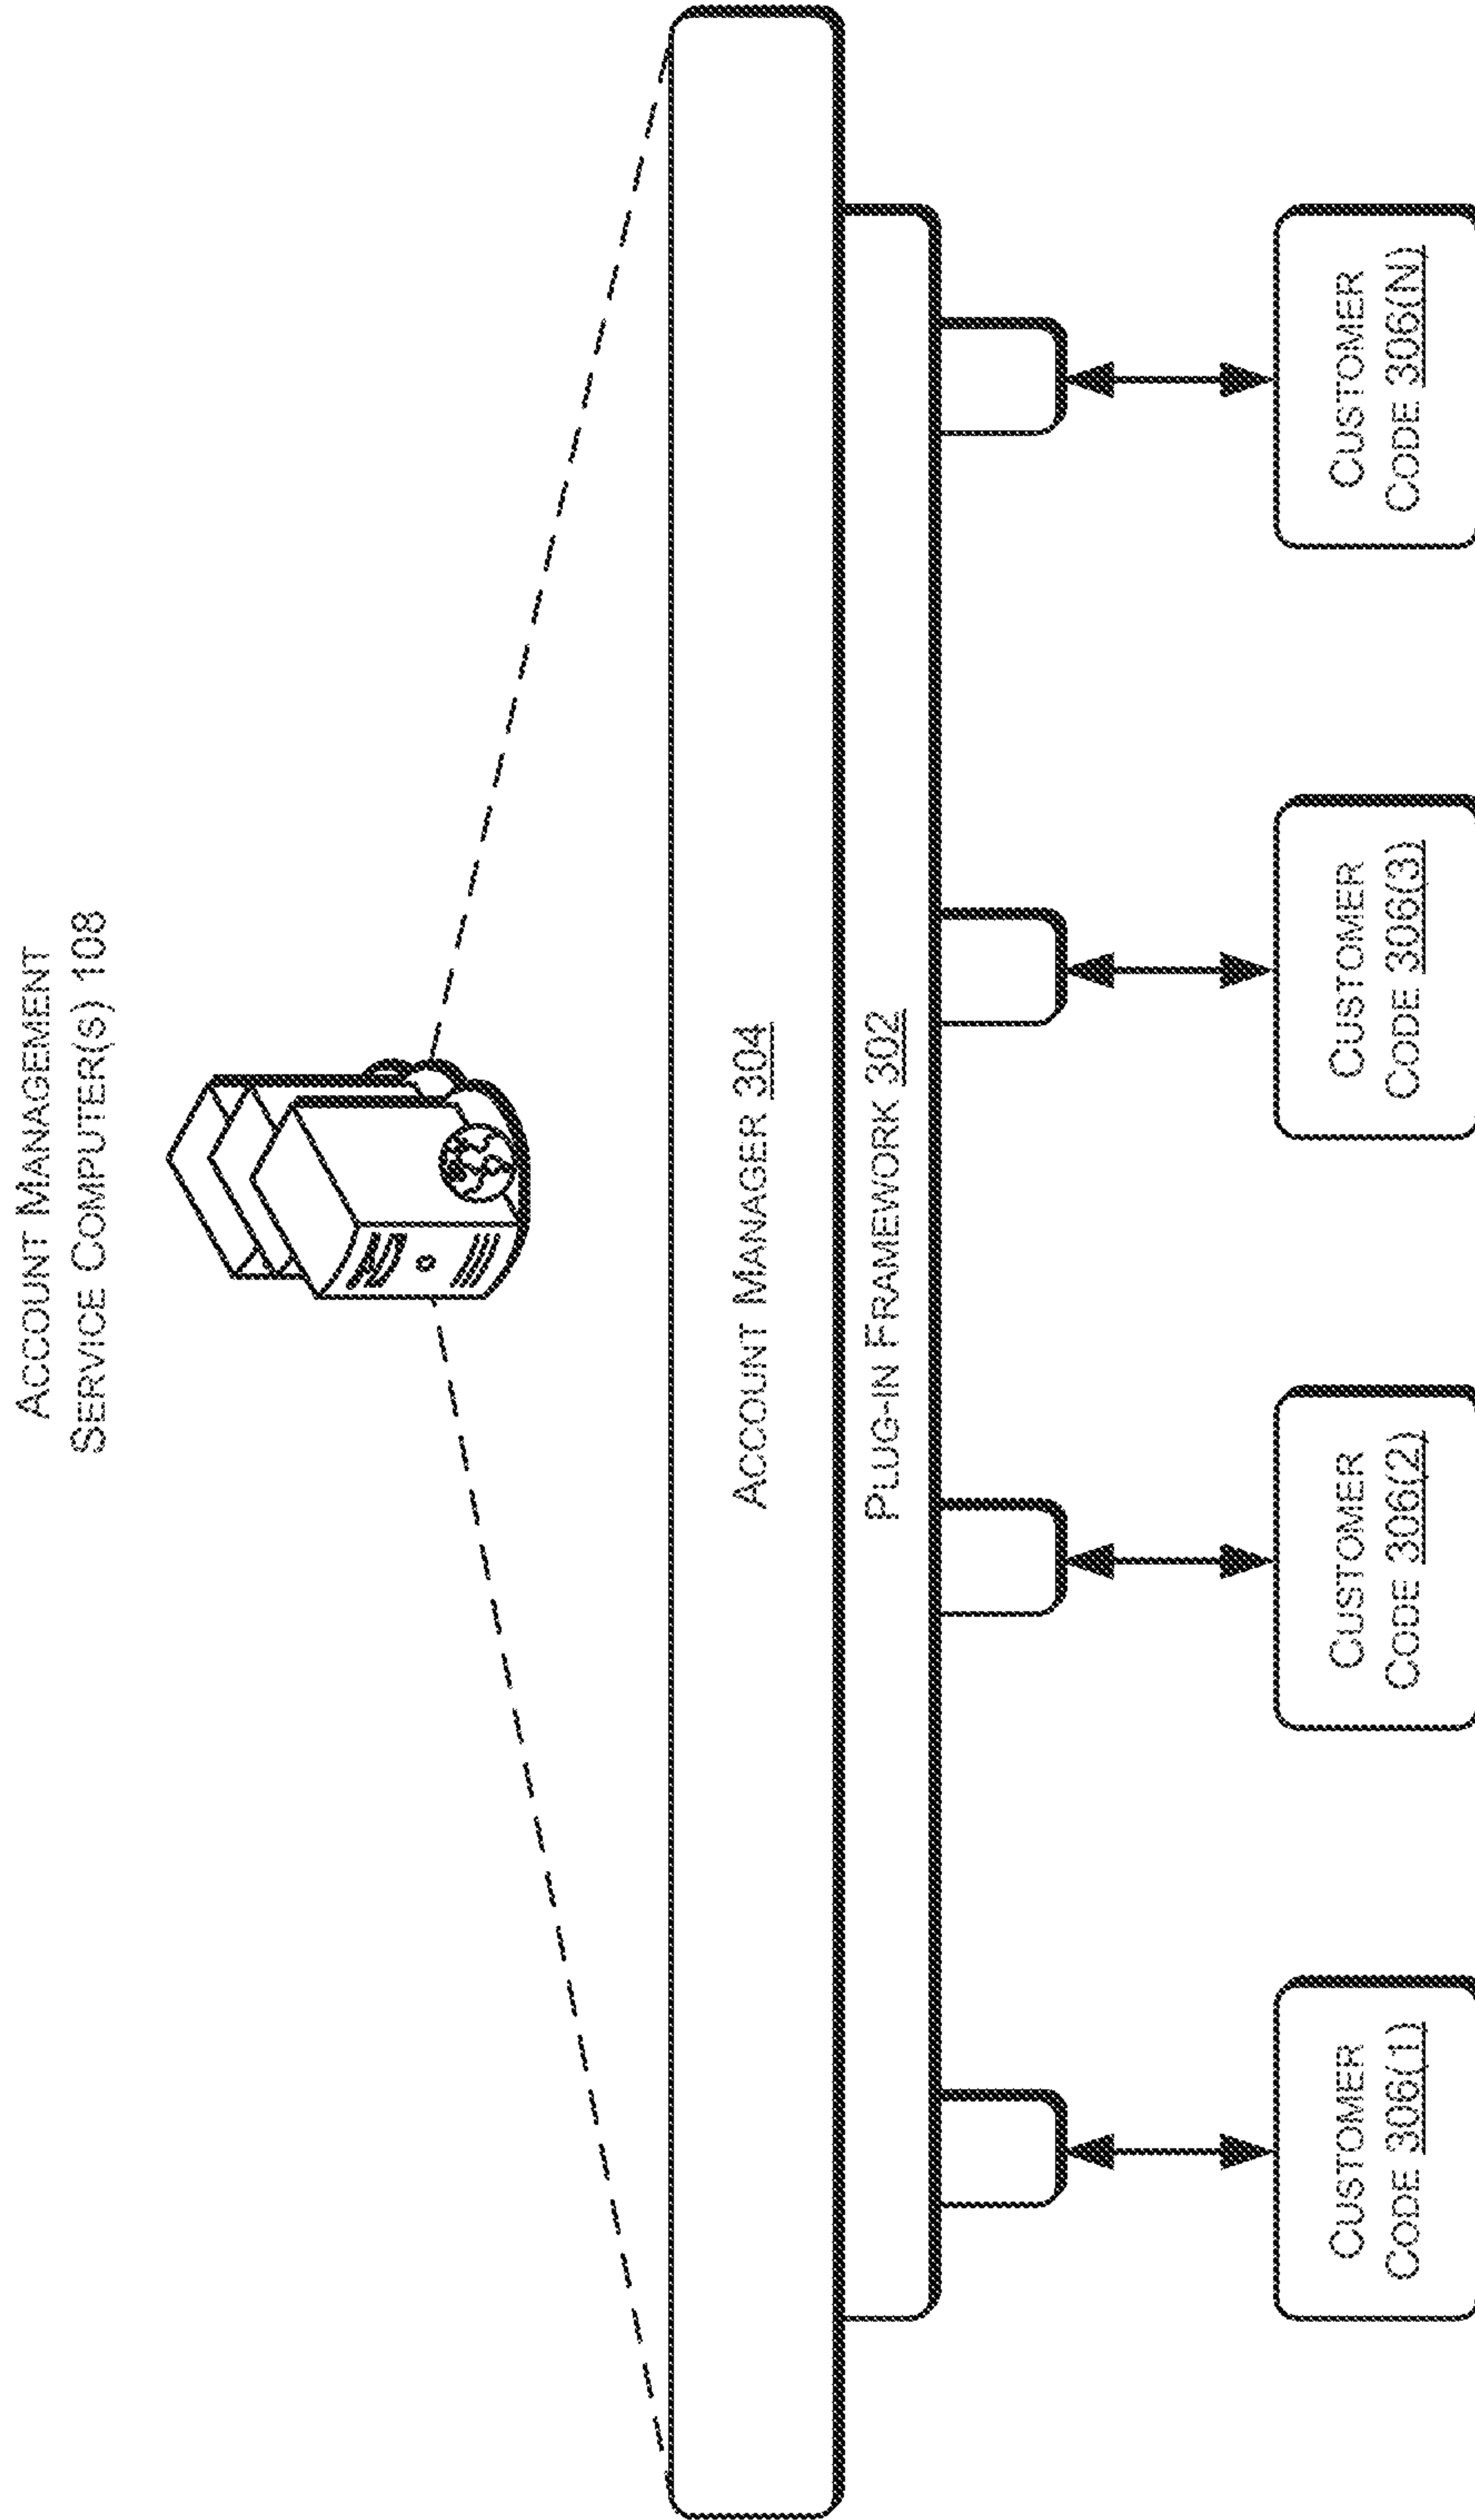 ACCOUNT MANAGEMENT
SERVICE COMPUTER(S) 108
ACCOUNT MANAGER 304
PLUG-IN FRAMEWORK 302
CUSTOMER
CODE 306(1)
CUSTOMER
CODE 306(2)
CUSTOMER
CODE 306(3)
CUSTOMER
CODE 306(N)